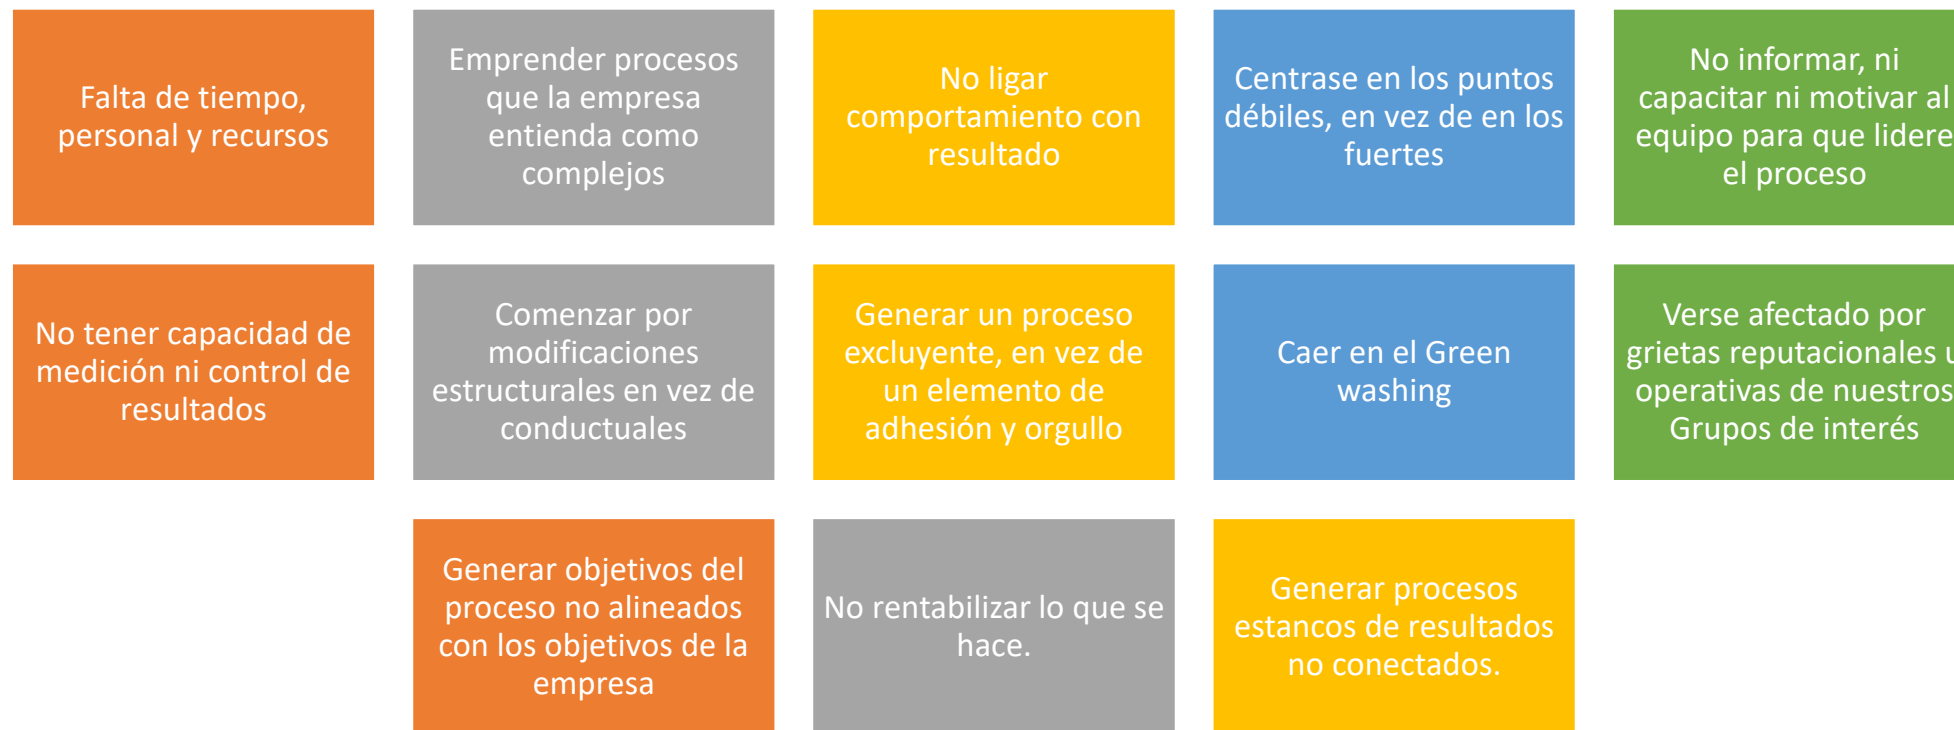 Falta de tiempo,
personal y recursos
Emprender procesos
que la empresa
entienda como
complejos
No ligar
comportamiento con
resultado
Centrase en los puntos
débiles, en vez de en los
fuertes
No informar, ni
capacitar ni motivar al
equipo para que lidere
el proceso
No tener capacidad de
medición ni control de
resultados
Comenzar por
modificaciones
estructurales en vez de
conductuales
Generar un proceso
excluyente, en vez de
un elemento de
adhesión y orgullo
Caer en el Green
washing
Verse afectado por
grietas reputacionales u
operativas de nuestros
Grupos de interés
Generar objetivos del
proceso no alineados
con los objetivos de la
empresa
No rentabilizar lo que se
hace.
Generar procesos
estancos de resultados
no conectados.